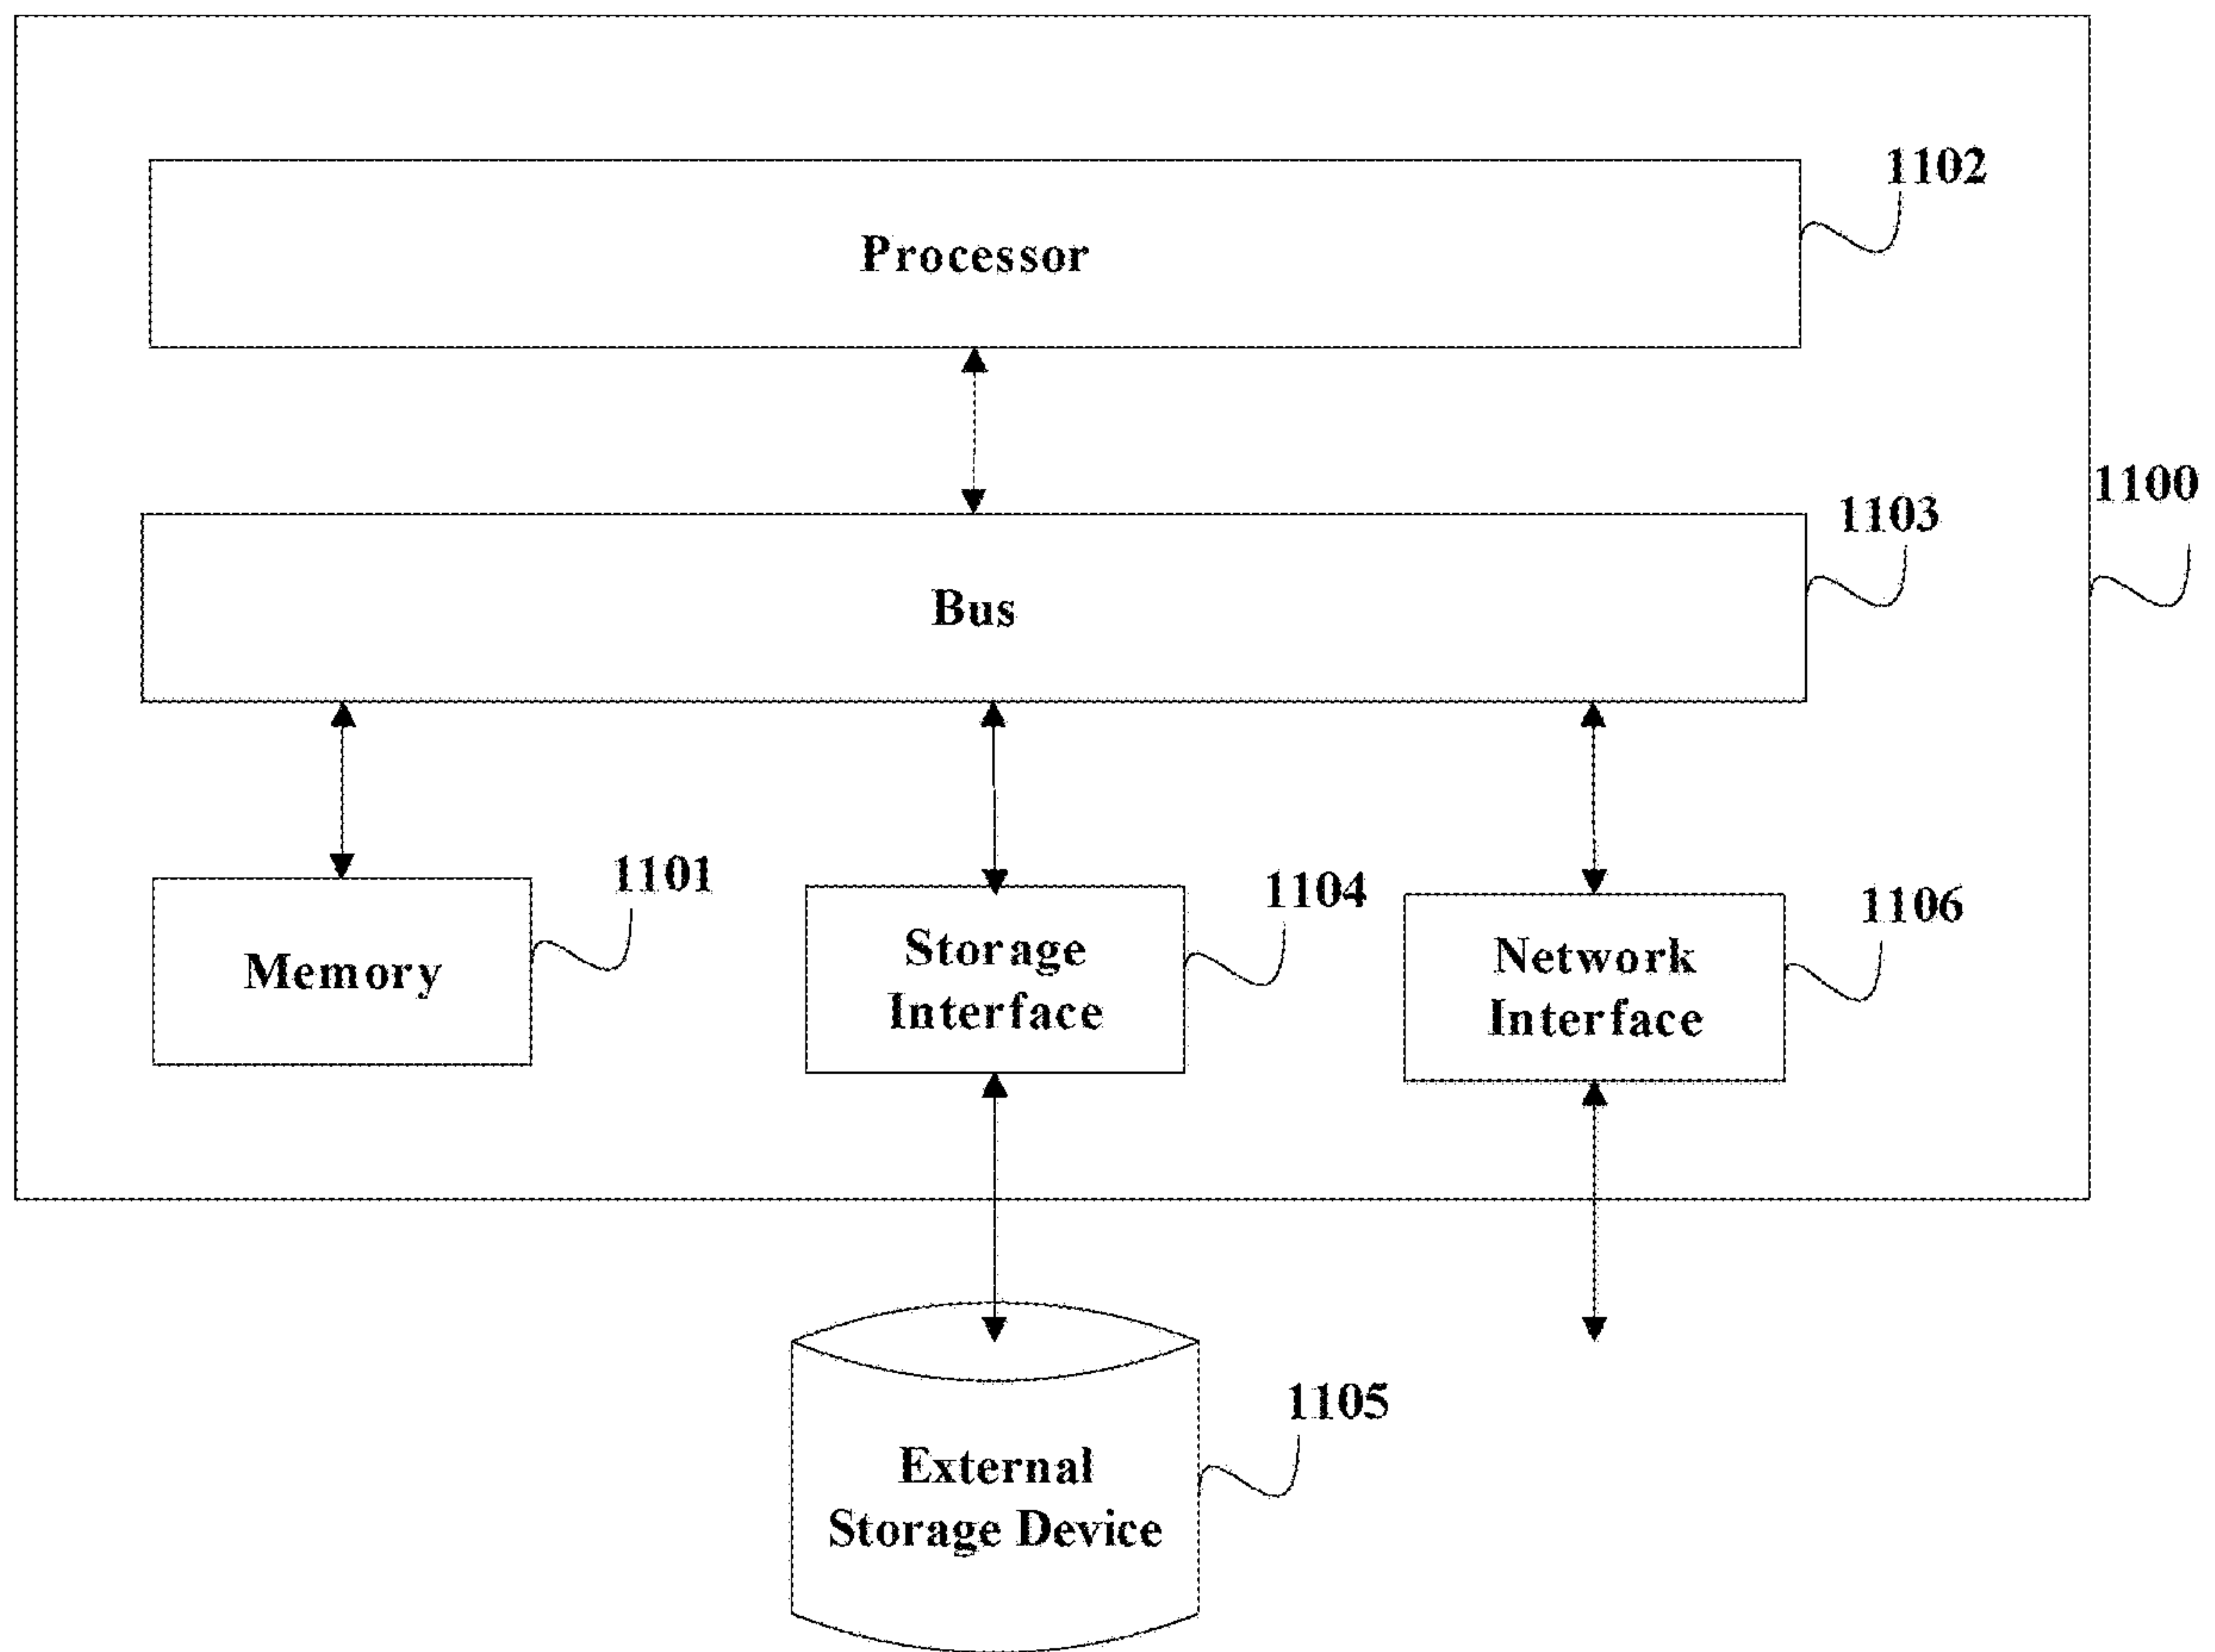 1102
Processor
1100
1103
Bus
1101
Memory
1104
Storage
Interface
1106
Network
Interface
1105
External
Storage Device